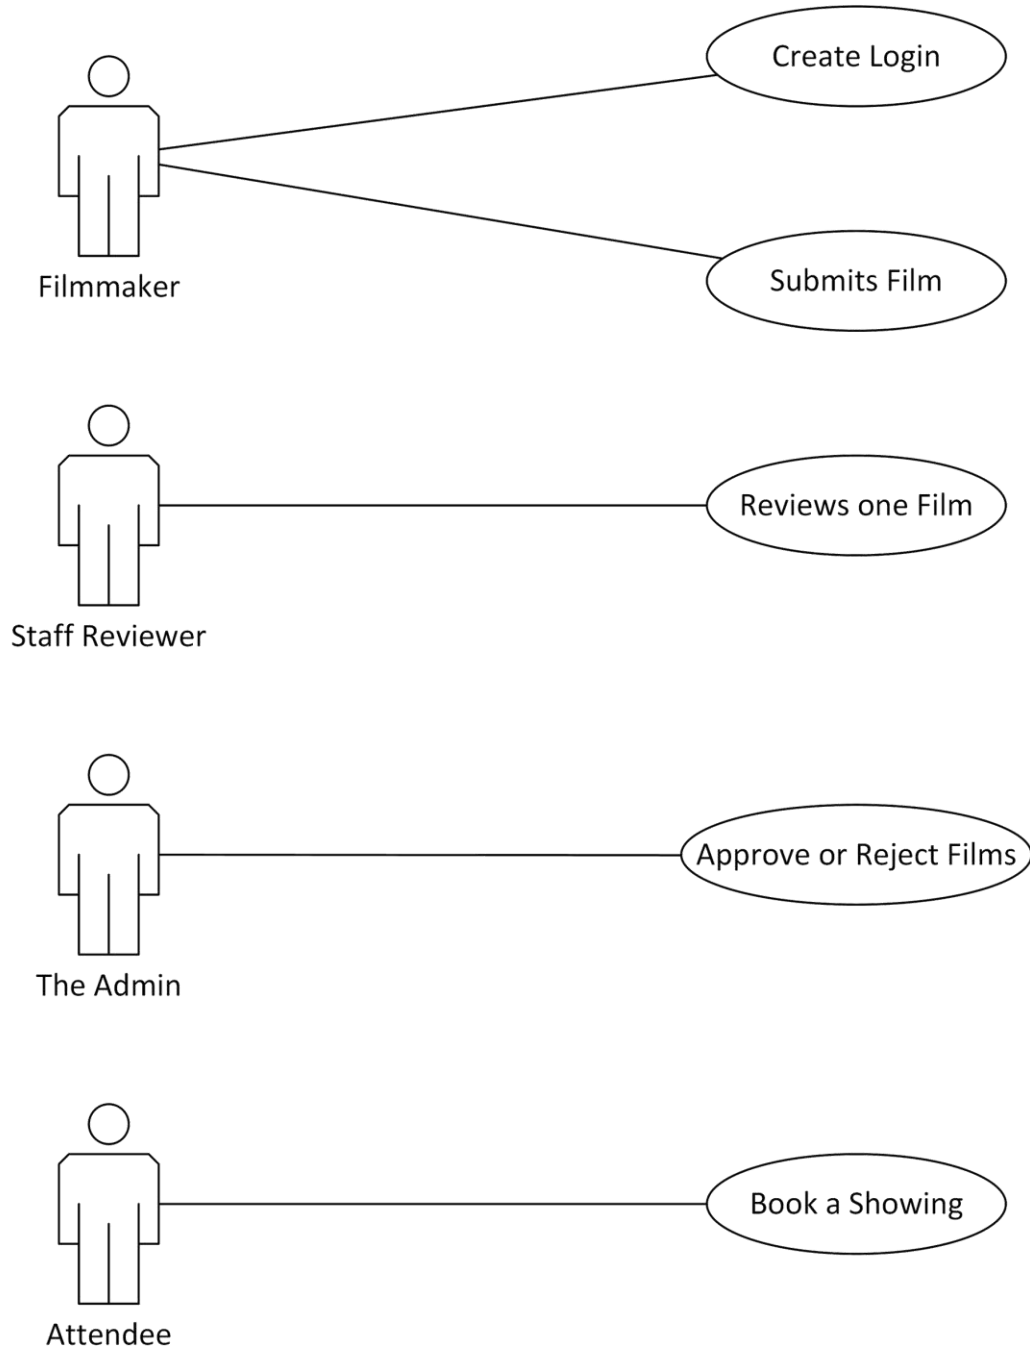 Create Login
Filmmaker
Submits Film
Reviews one Film
Staff Reviewer
Approve or Reject Films
The Admin
Book a Showing
Attendee